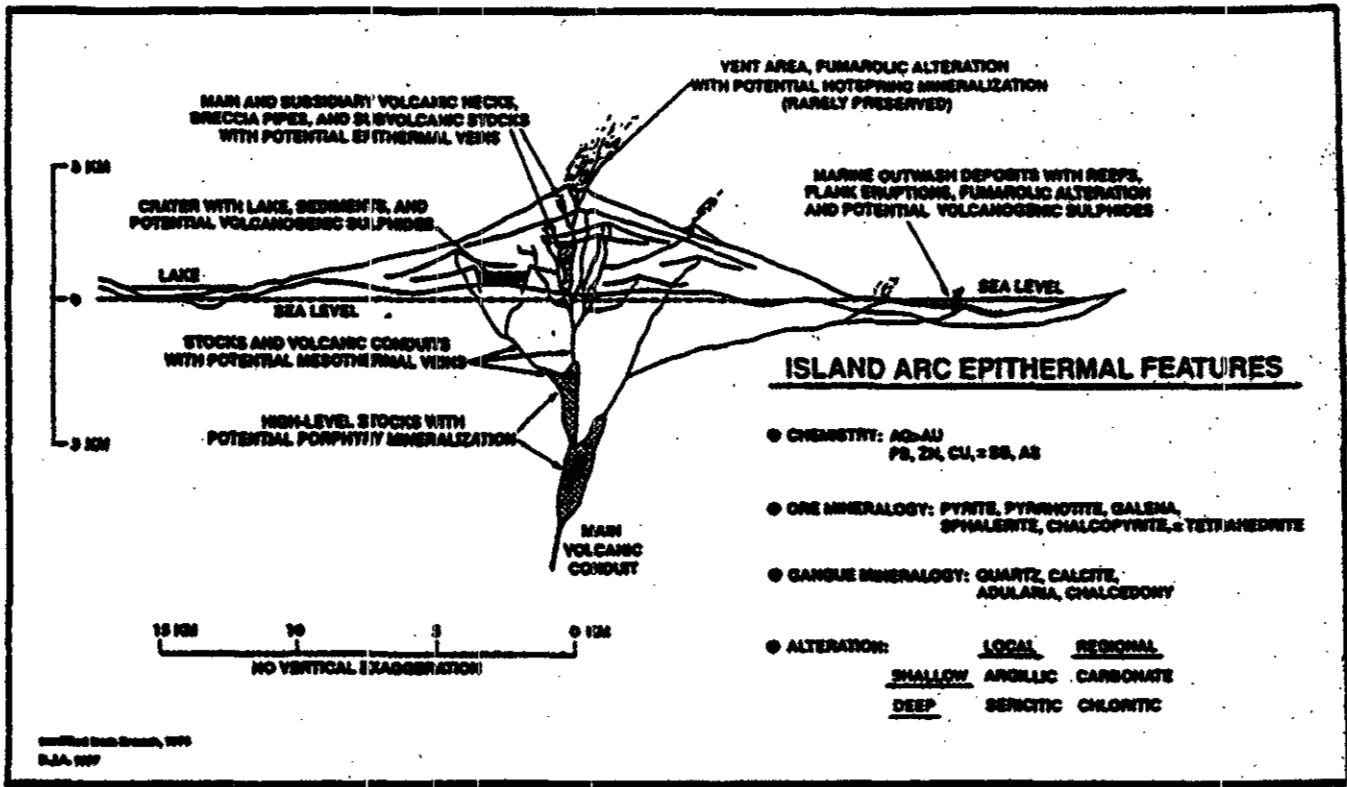 VENT AREA, FUMAROLIC ALTERATION
WITH POTENTIAL HOTSPRING MINERALIZATION
(RARELY PRESERVED)
MAIN AND SUBSIDIARY VOLCANIC NECKS,
BRECCIA PIPES, AND SUBVOLCANIC STOCKS
WITH POTENTIAL EPITHERMAL VEINS
MARINE OUTWASH DEPOSITS WITH REEFS,
FLANK ERUPTIONS, FUMAROLIC ALTERATION
AND POTENTIAL VOLCANOGENIC SULPHIDES
CRATER WITH LAKE, SEDIMENTS, AND
POTENTIAL VOLCANOGENIC SULPHIDES
KM
LAKE
0
SEA LEVEL
SEA LEVEL
STOCKS AND VOLCANIC CONDUITS
WITH POTENTIAL MESOTHERMAL VEINS
HIGH-LEVEL STOCKS WITH
POTENTIAL PORPHYRY MINERALIZATION
KM
MAIN
VOLCANIC
CONDUIT
15 KM 10 5 0 KM
NO VERTICAL EXAGGERATION
ISLAND ARC EPITHERMAL FEATURES
CHEMISTRY: AG>AU
PB, ZN, CU, ± SB, AS
ORE MINERALOGY: PYRITE, PYRRHOTITE, GALENA,
SPHALERITE, CHALCOPYRITE, ± TETRAHEDRITE
GANGUE MINERALOGY: QUARTZ, CALCITE,
ADULARIA, CHALCEDONY
ALTERATION: LOCAL REGIONAL
SHALLOW ARGILLIC CARBONATE
DEEP SERICITIC CHLORITIC
modified from Branch,
D.J.A.